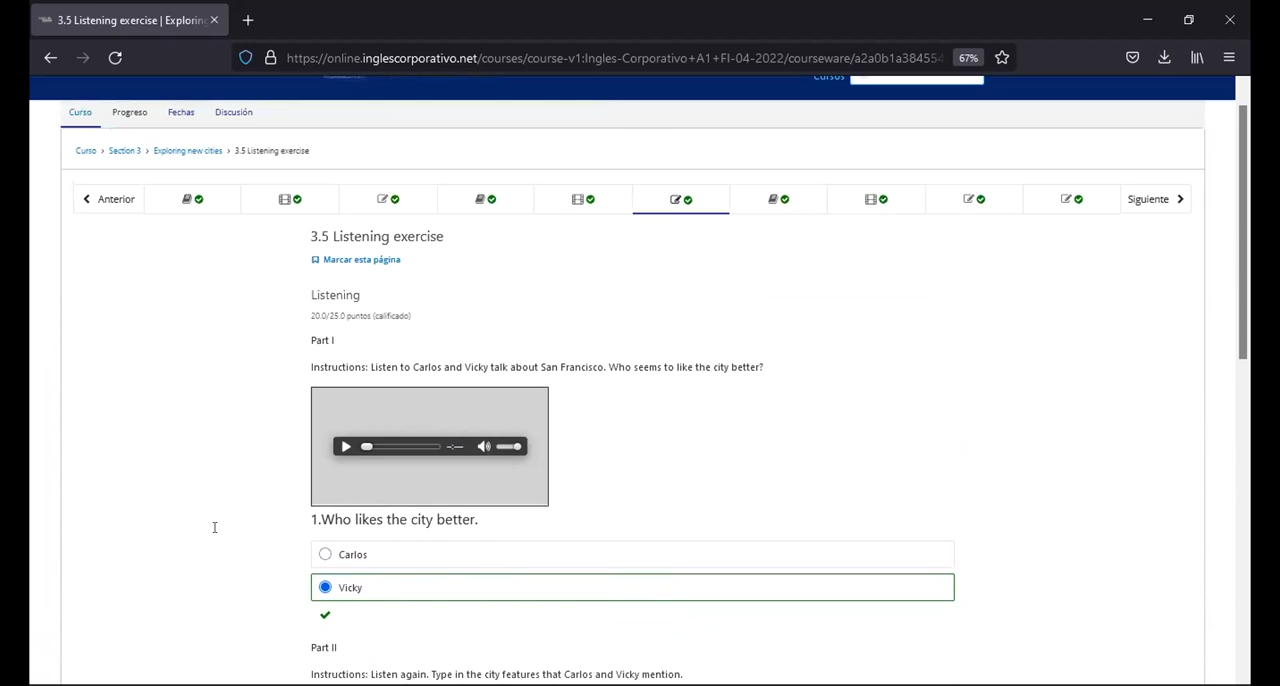 3.5 Listening exercise | Explorin
https://online.inglescorporativo.net/courses/course-v1:Ingles-Corporativo+A1+FI-04-2022/courseware/a2a0b1a384554
67%
Cursos
Curso Progreso Fechas Discusión
Curso > Section 3 > Exploring new cities > 3.5 Listening exercise
Anterior
Siguiente
3.5 Listening exercise
Marcar esta página
Listening
20.0/25.0 puntos (calificado)
Part I
Instructions: Listen to Carlos and Vicky talk about San Francisco. Who seems to like the city better?
-:--
1.Who likes the city better.
Carlos
Vicky
Part II
Instructions: Listen again. Type in the city features that Carlos and Vicky mention.